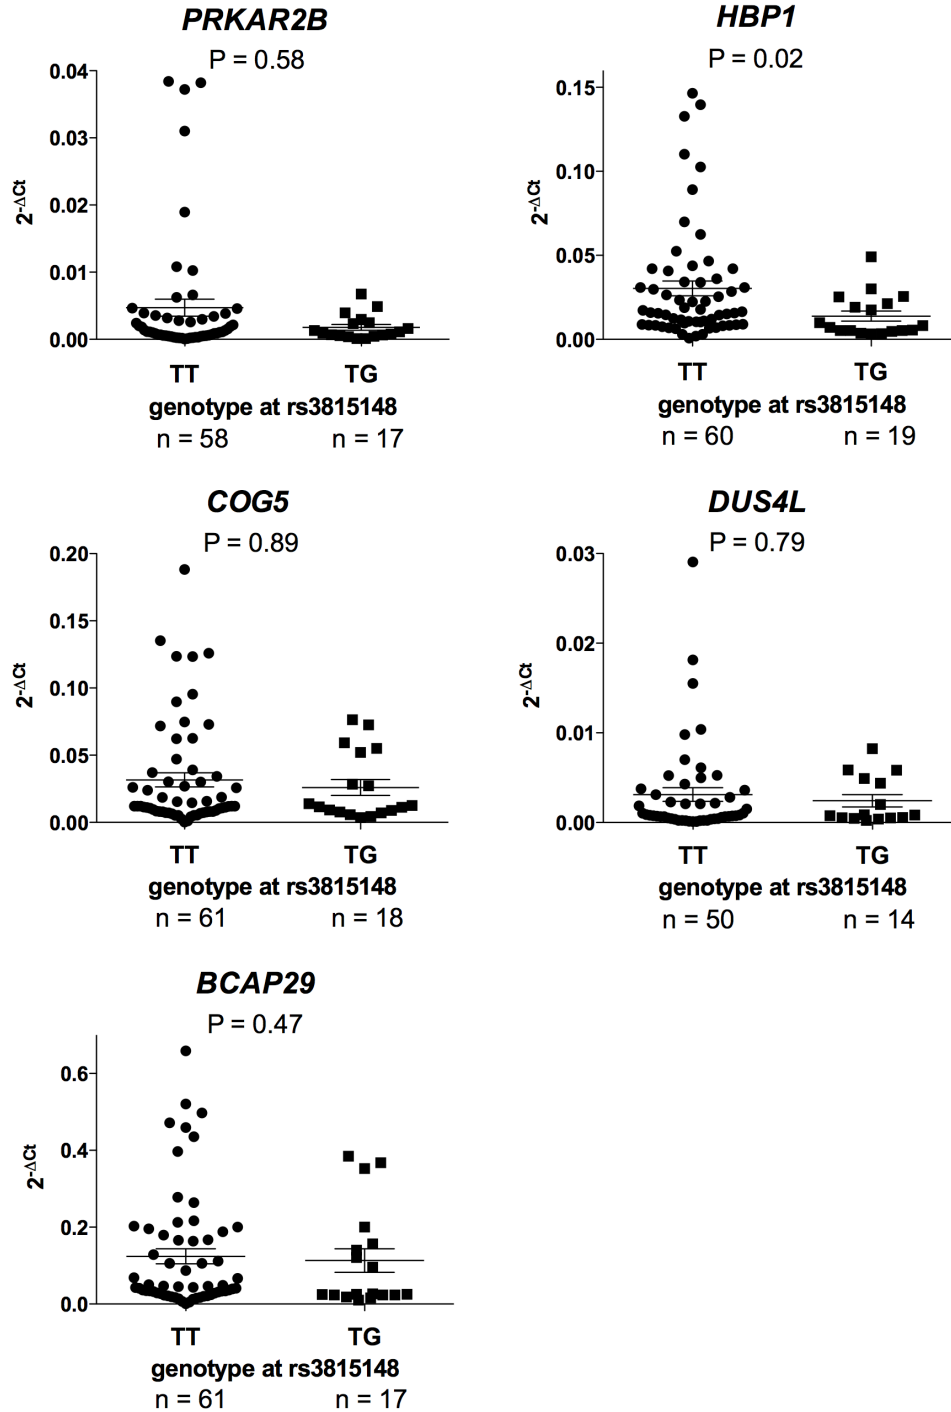 PRKAR2B
P = 0.58
2-ΔCt
0.04
0.03
0.02
0.01
0.00
TT TG
genotype at rs3815148
n = 58 n = 17
HBP1
P = 0.02
2-ΔCt
0.15
0.10
0.05
0.00
TT TG
genotype at rs3815148
n = 60 n = 19
COG5
P = 0.89
2-ΔCt
0.20
0.15
0.10
0.05
0.00
TT TG
genotype at rs3815148
n = 61 n = 18
DUS4L
P = 0.79
2-ΔCt
0.03
0.02
0.01
0.00
TT TG
genotype at rs3815148
n = 50 n = 14
BCAP29
P = 0.47
2-ΔCt
0.6
0.4
0.2
0.0
TT TG
genotype at rs3815148
n = 61 n = 17